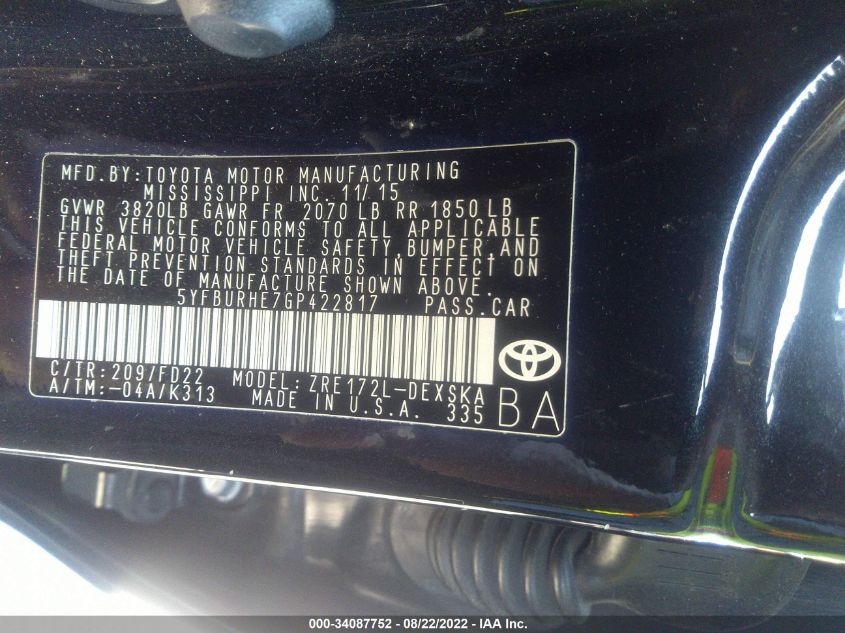 MFD.BY:TOYOTA MOTOR MANUFACTURING
MISSISSIPPI INC. 11/15
GVWR 3820LB GAWR FR. 2070 LB RR 1850 LB
THIS VEHICLE CONFORMS TO ALL APPLICABLE
FEDERAL MOTOR VEHICLE SAFETY, BUMPER, AND
THEFT PREVENTION STANDARDS IN EFFECT ON
THE DATE OF MANUFACTURE SHOWN ABOVE.
5YFBURHE7GP422817 PASS.CAR
C/TR:209/FD22 MODEL:ZRE172L-DEXSKA
A/TM:-04A/K313 MADE IN U.S.A. 335
BA
000-34087752 — 08/22/2022 - IAA Inc.